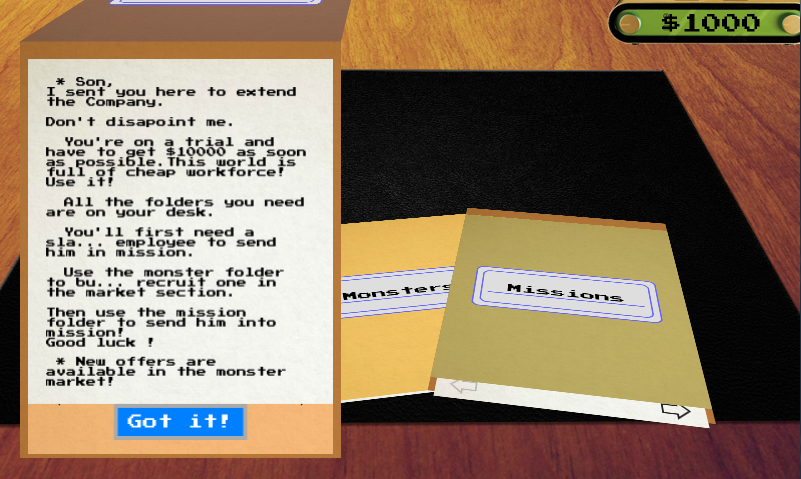 $1000
* Son,
I sent you here to extend
the Company.
Don't disapoint me.
You're on a trial and
have to get $10000 as soon
as possible.This world is
full of cheap workforce!
Use it!
All the folders you need
are on your desk.
You'll first need a
sla... employee to send
him in mission.
Use the monster folder
to bu... recruit one in
the market section.
Then use the mission
folder to send him into
mission!
Good luck !
* New offers are
available in the monster
market!
Got it!
Monsters
Missions